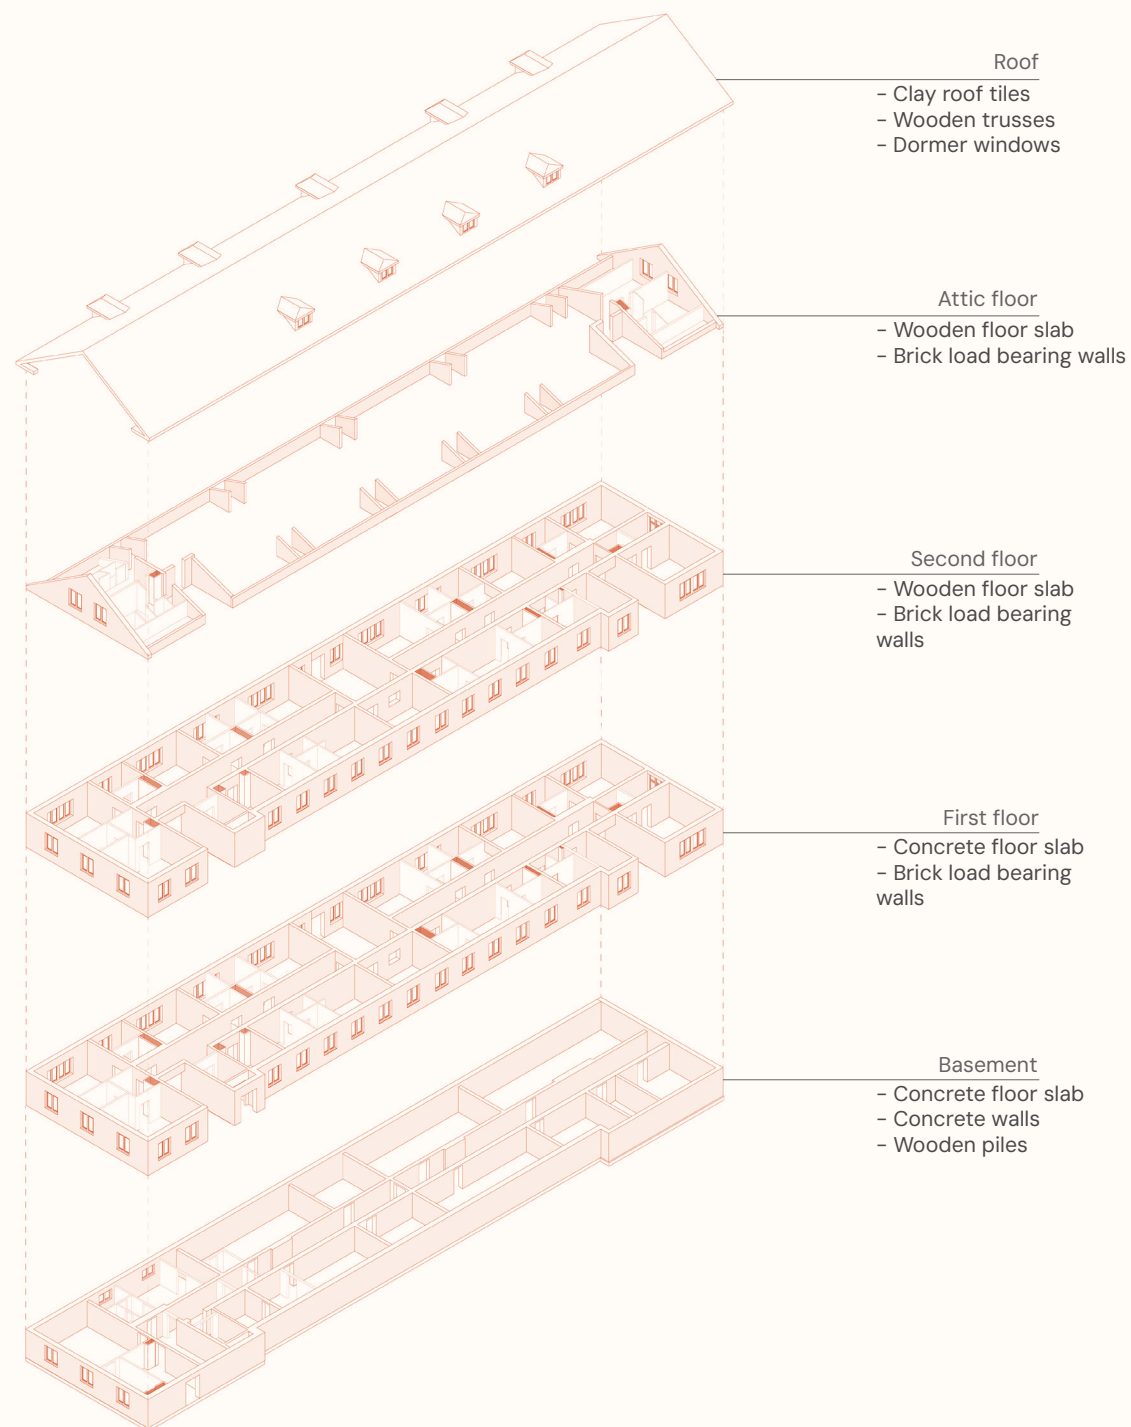 Roof
– Clay roof tiles
– Wooden trusses
– Dormer windows
Attic floor
– Wooden floor slab
– Brick load bearing walls
Second floor
– Wooden floor slab
– Brick load bearing
walls
First floor
– Concrete floor slab
– Brick load bearing
walls
Basement
– Concrete floor slab
– Concrete walls
– Wooden piles